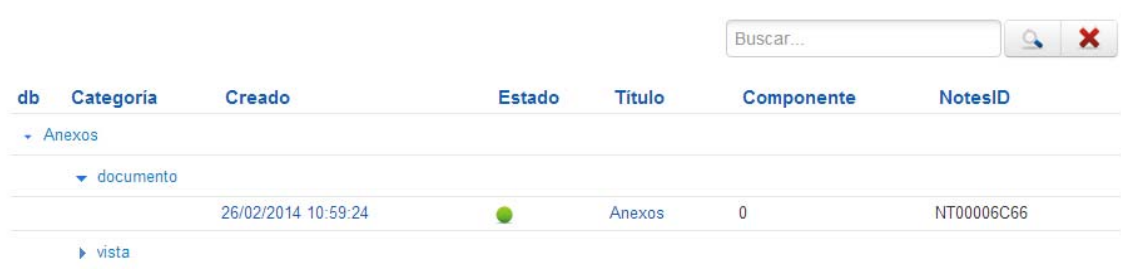 Buscar...
db Categoría Creado Estado Título Componente NotesID
Anexos
documento
26/02/2014 10:59:24 Anexos 0 NT00006C66
vista